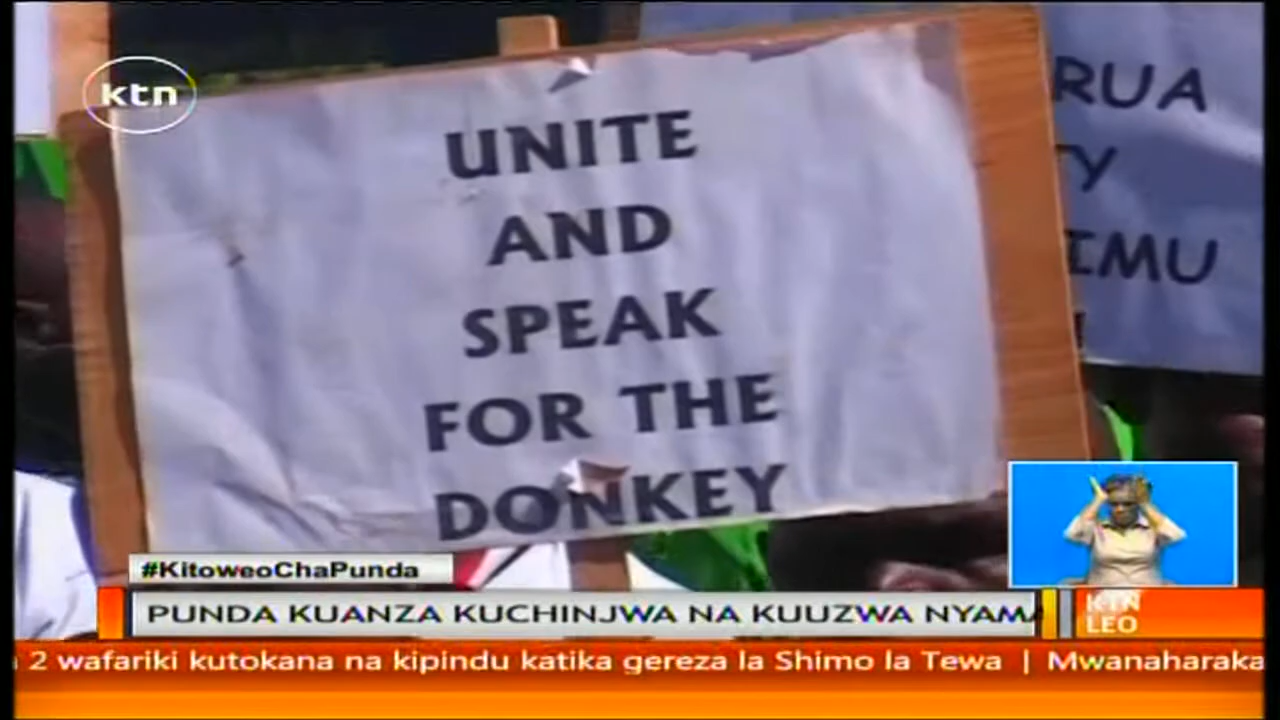 ktn
UNITE
AND
SPEAK
FOR THE
DONKEY
RUA
TY
IMU
#KitoweoChaPunda
PUNDA KUANZA KUCHINJWA NA KUUZWA NYAMA
KTN
LEO
2 wafariki kutokana na kipindu katika gereza la Shimo la Tewa | Mwanaharaka